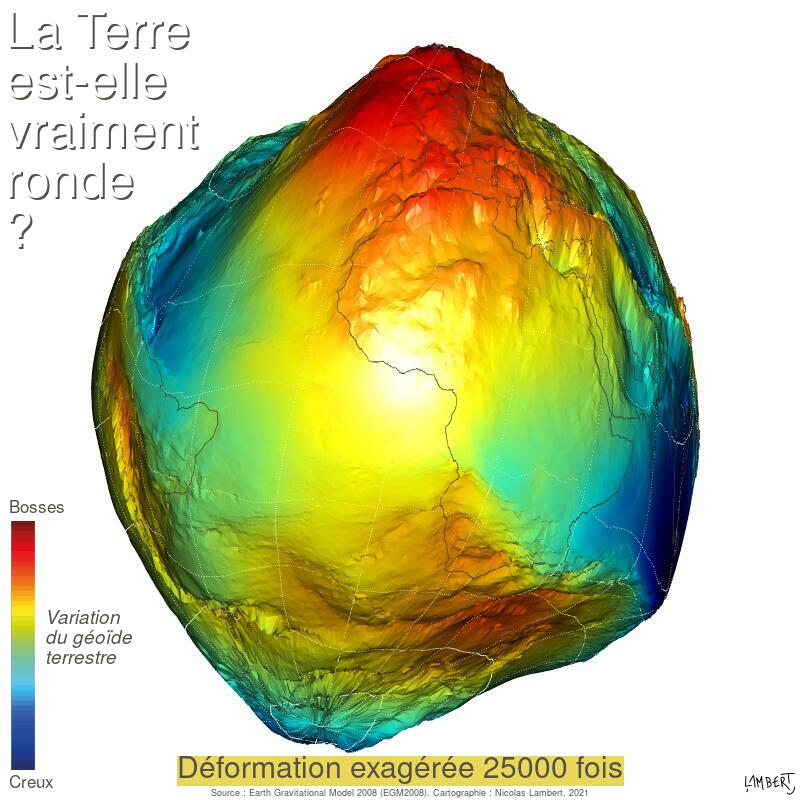 La Terre
est-elle
vraiment
ronde
?
Bosses
Variation
du géoïde
terrestre
Creux
Déformation exagérée 25000 fois
Source : Earth Gravitational Model 2008 (EGM2008). Cartographie : Nicolas Lambert, 2021
LAMBERT